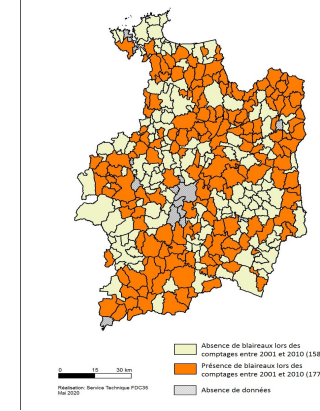 Absence de blaireaux lors des
comptages entre 2001 et 2010 (158
Présence de blaireaux lors des
comptages entre 2001 et 2010 (177
0 15 30 km
Absence de données
Réalisation: Service Technique FDC35
Mai 2020